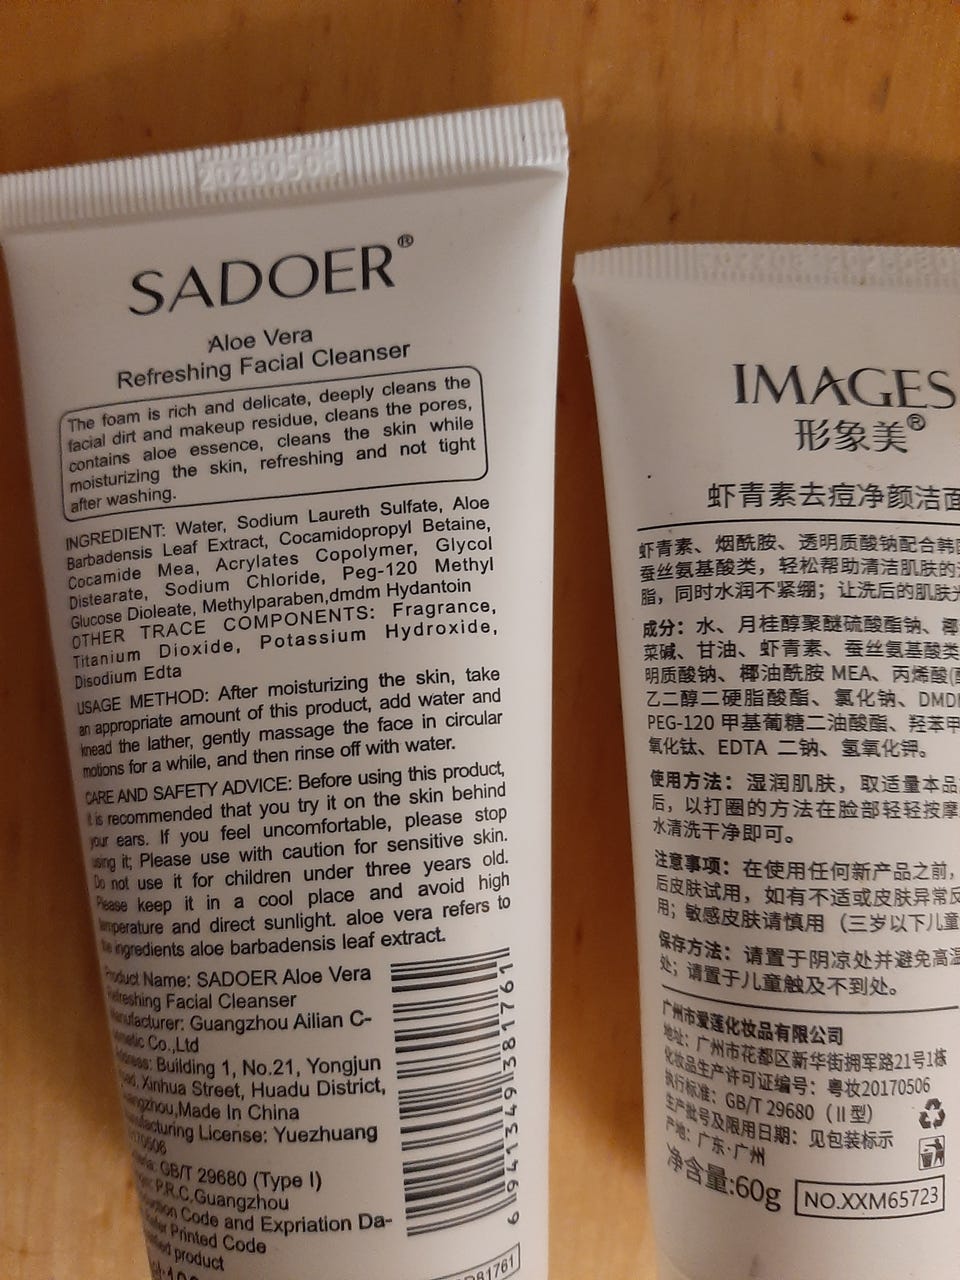 SADOER®
Aloe Vera
Refreshing Facial Cleanser
The foam is rich and delicate, deeply cleans the
facial dirt and makeup residue, cleans the pores,
contains aloe essence, cleans the skin while
moisturizing the skin, refreshing and not tight
after washing.
INGREDIENT: Water, Sodium Laureth Sulfate, Aloe
Barbadensis Leaf Extract, Cocamidopropyl Betaine,
Cocamide Mea, Acrylates Copolymer, Glycol
Distearate, Sodium Chloride, Peg-120 Methyl
Glucose Dioleate, Methylparaben,dmdm Hydantoin
OTHER TRACE COMPONENTS: Fragrance,
Titanium Dioxide, Potassium Hydroxide,
Disodium Edta
USAGE METHOD: After moisturizing the skin, take
an appropriate amount of this product, add water and
knead the lather, gently massage the face in circular
motions for a while, and then rinse off with water.
CARE AND SAFETY ADVICE: Before using this product,
it is recommended that you try it on the skin behind
your ears. If you feel uncomfortable, please stop
using it; Please use with caution for sensitive skin.
Do not use it for children under three years old.
Please keep it in a cool place and avoid high
temperature and direct sunlight. aloe vera refers to
the ingredients aloe barbadensis leaf extract.
Product Name: SADOER Aloe Vera
Refreshing Facial Cleanser
Manufacturer: Guangzhou Ailian C-
Co.,Ltd
Building 1, No.21, Yongjun
Xinhua Street, Huadu District,
Made In China
License: Yuezhuang
GB/T 29680 (Type I)
P.R.C.Guangzhou
Code and Expriation Da-
Printed Code
product
6941349381761
D81761
IMAGES
形象美®
虾青素去痘净颜洁面
虾青素、烟酰胺、透明质酸钠配合韩
蚕丝氨基酸类，轻松帮助清洁肌肤的
脂，同时水润不紧绷；让洗后的肌肤
成分：水、月桂醇聚醚硫酸酯钠、椰
菜碱、甘油、虾青素、蚕丝氨基酸类
明质酸钠、椰油酰胺 MEA、丙烯酸(
乙二醇二硬脂酸酯、氯化钠、DMD
PEG-120 甲基葡糖二油酸酯、羟苯甲
氧化钛、EDTA 二钠、氢氧化钾。
使用方法：湿润肌肤，取适量本品
后，以打圈的方法在脸部轻轻按摩
水清洗干净即可。
注意事项：在使用任何新产品之前，
后皮肤试用，如有不适或皮肤异常反
用；敏感皮肤请慎用（三岁以下儿童
保存方法：请置于阴凉处并避免高温
处；请置于儿童触及不到处。
广州市爱莲化妆品有限公司
地址：广州市花都区新华街拥军路21号1栋
化妆品生产许可证编号：粤妆20170506
执行标准：GB/T 29680（Ⅱ型）
生产批号及限用日期：见包装标示
产地：广东·广州
净含量:60g
NO.XXM65723